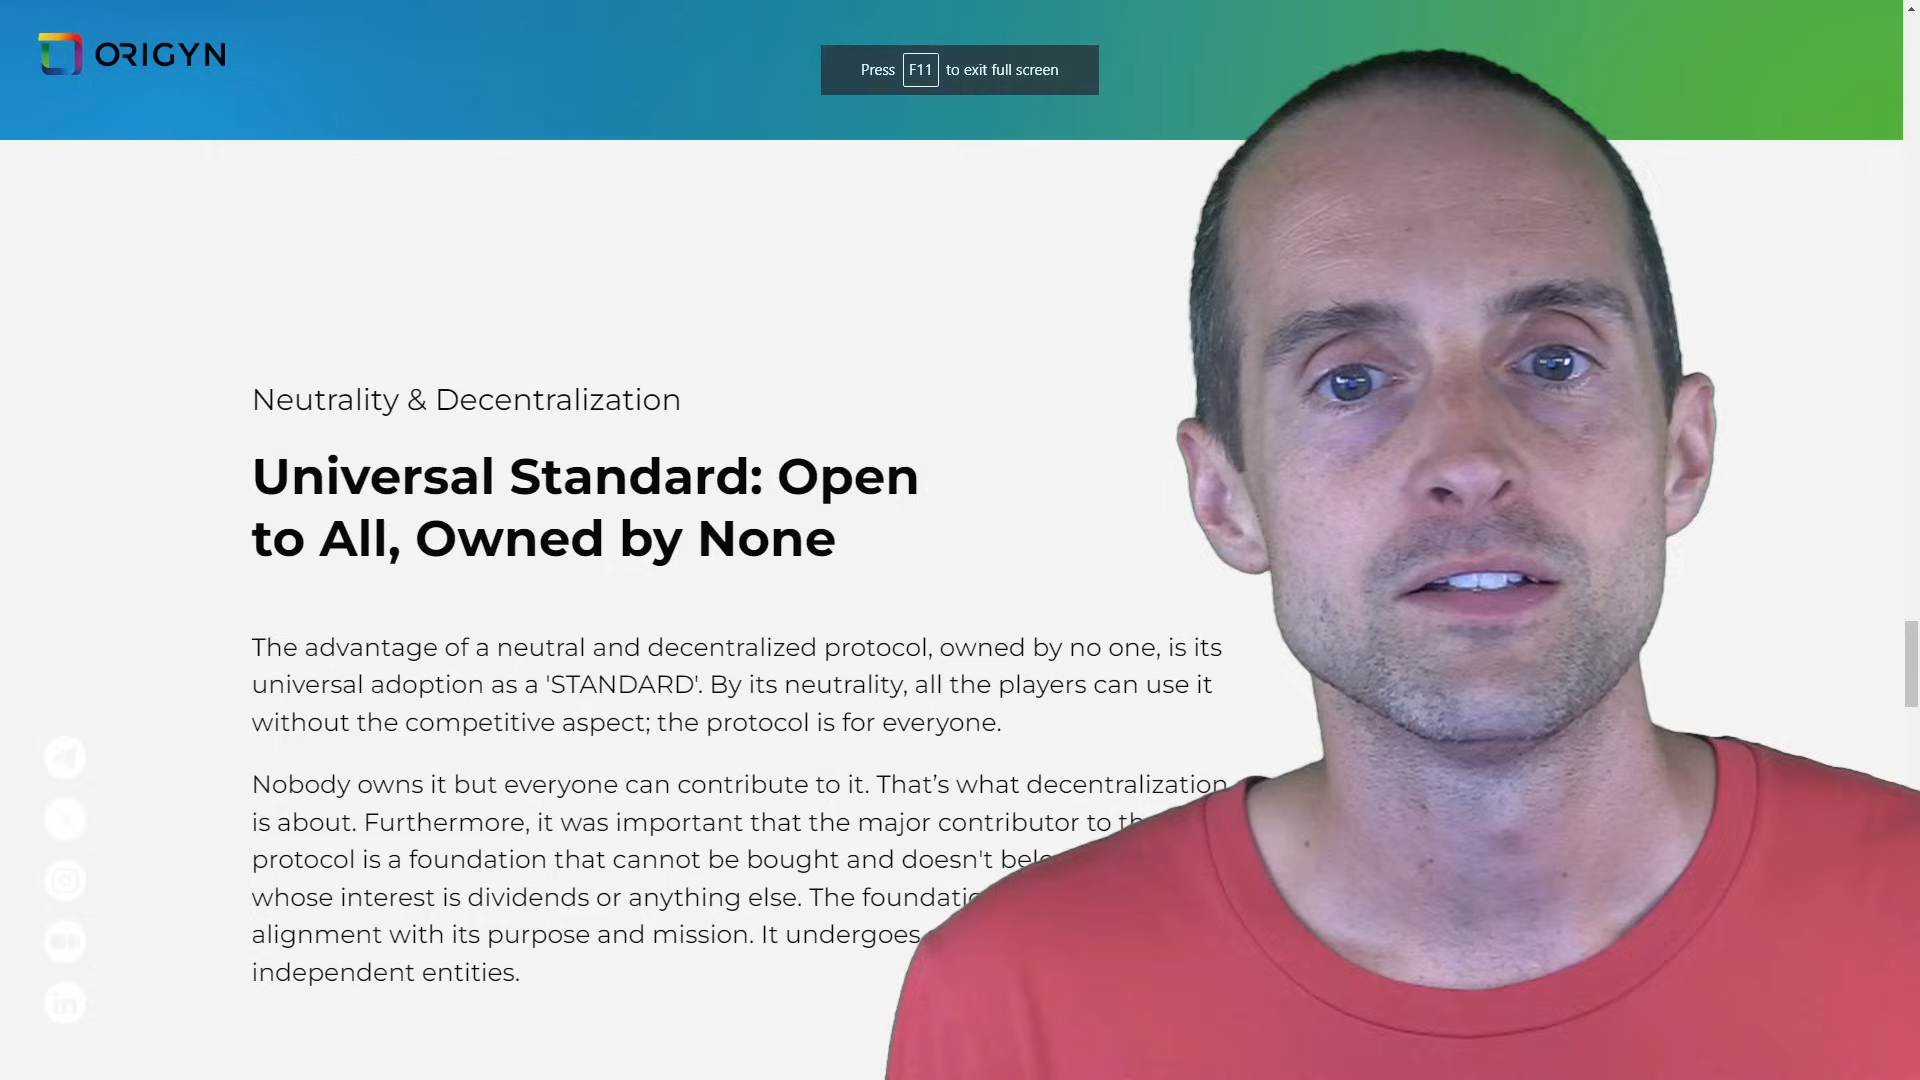 ORIGYN
Press F11 to exit full screen
Neutrality & Decentralization
Universal Standard: Open
to All, Owned by None
The advantage of a neutral and decentralized protocol, owned by no one, is its
universal adoption as a 'STANDARD'. By its neutrality, all the players can use it
without the competitive aspect; the protocol is for everyone.
Nobody owns it but everyone can contribute to it. That’s what decentralization
is about. Furthermore, it was important that the major contributor to
protocol is a foundation that cannot be bought and doesn't
whose interest is dividends or anything else. The
alignment with its purpose and mission. It undergoes
independent entities.
in